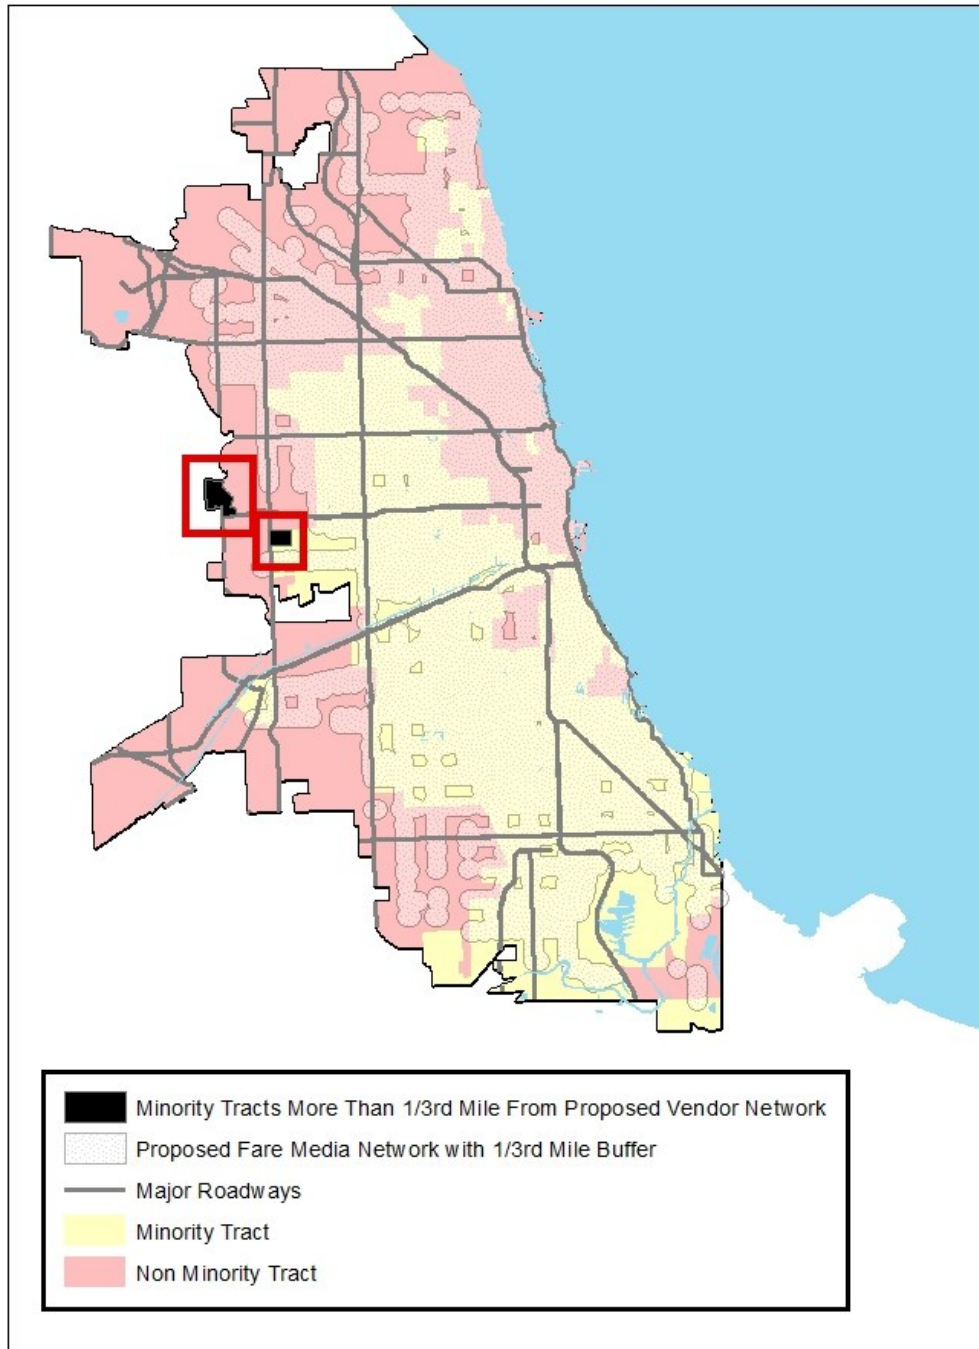 Minority Tracts More Than 1/3rd Mile From Proposed Vendor Network
Proposed Fare Media Network with 1/3rd Mile Buffer
Major Roadways
Minority Tract
Non Minority Tract